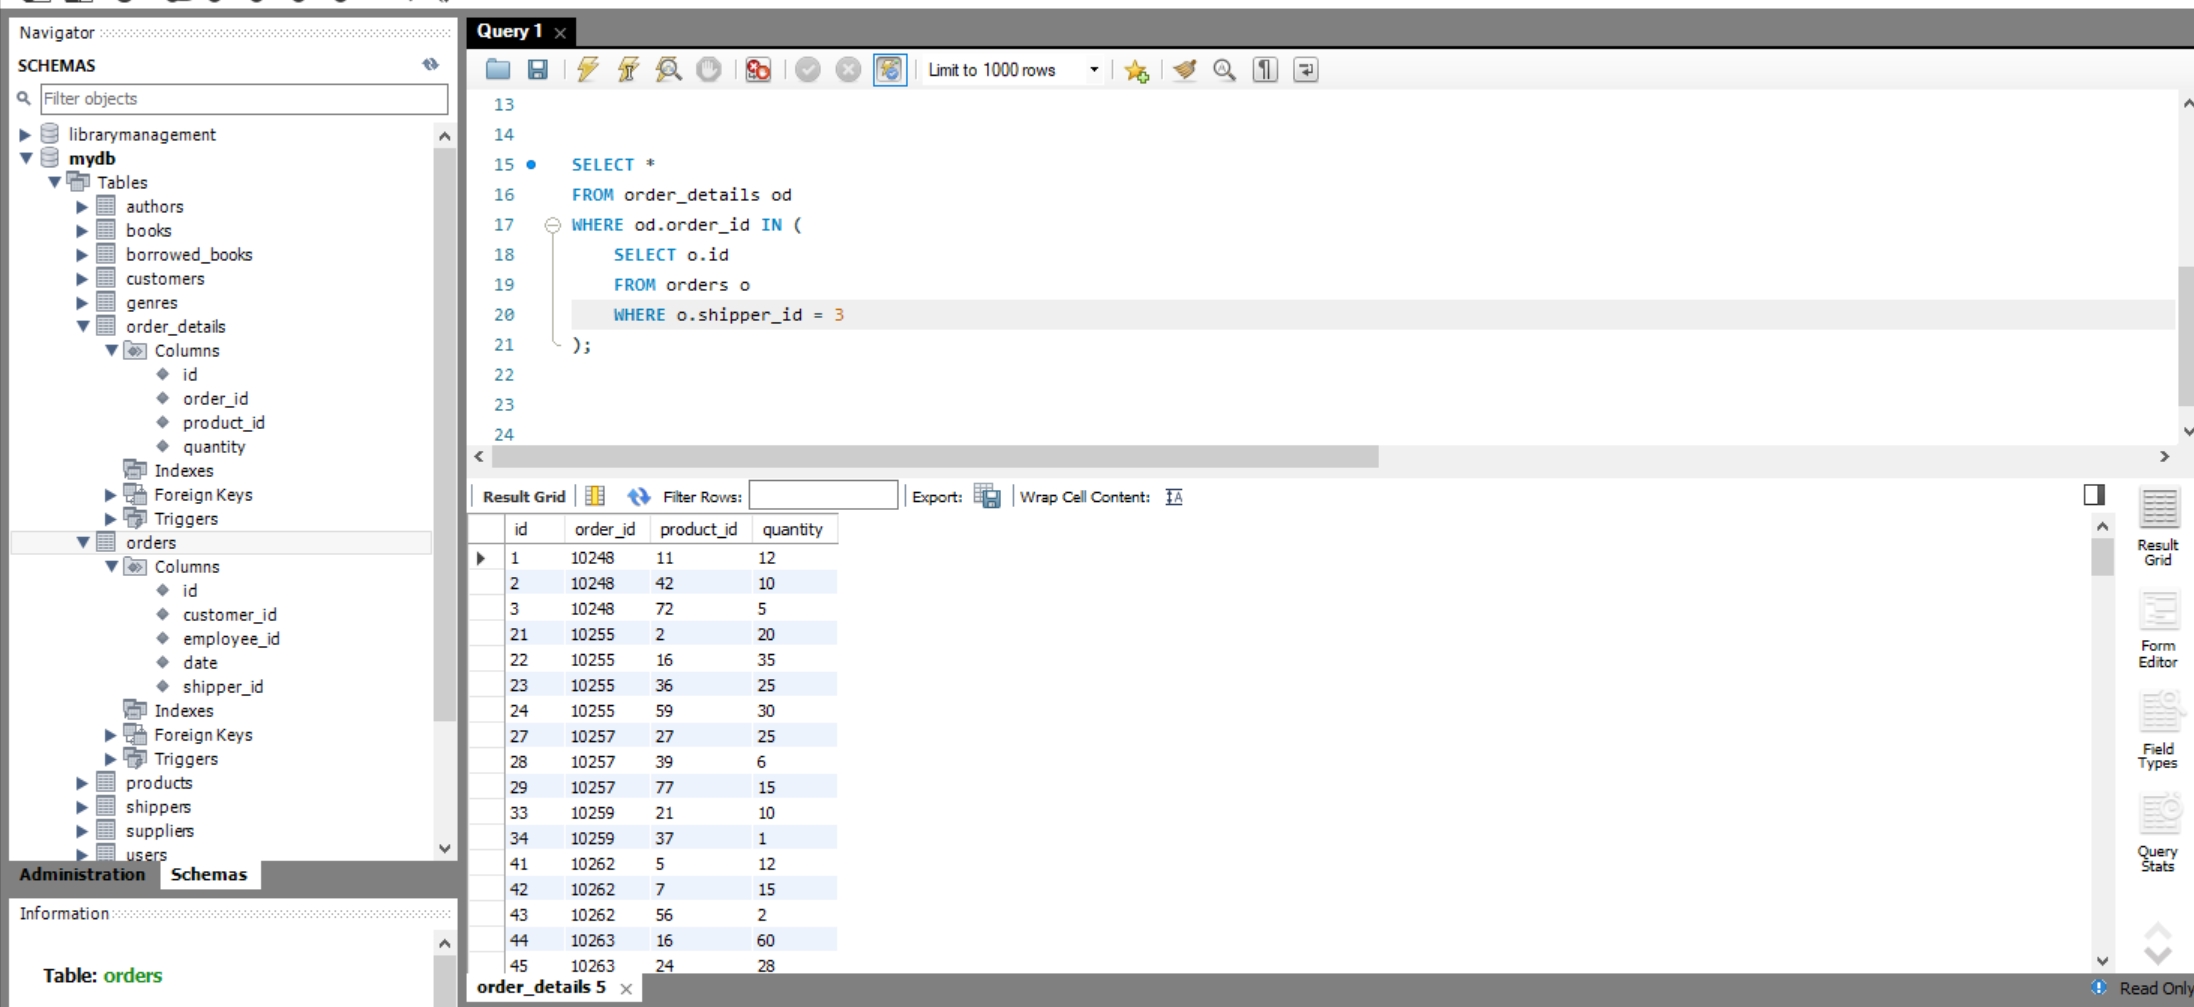 Navigator
SCHEMAS
Filter objects
librarymanagement
mydb
Tables
authors
books
borrowed_books
customers
genres
order_details
Columns
id
order_id
product_id
quantity
Indexes
Foreign Keys
Triggers
orders
Columns
id
customer_id
employee_id
date
shipper_id
Indexes
Foreign Keys
Triggers
products
shippers
suppliers
users
Administration Schemas
Information
Table: orders
Query 1
Limit to 1000 rows
13
14
15 SELECT *
16 FROM order_details od
17 WHERE od.order_id IN (
18 SELECT o.id
19 FROM orders o
20 WHERE o.shipper_id = 3
21 );
22
23
24
Result Grid Filter Rows: Export: Wrap Cell Content:
id order_id product_id quantity
1 10248 11 12
2 10248 42 10
3 10248 72 5
21 10255 2 20
22 10255 16 35
23 10255 36 25
24 10255 59 30
27 10257 27 25
28 10257 39 6
29 10257 77 15
33 10259 21 10
34 10259 37 1
41 10262 5 12
42 10262 7 15
43 10262 56 2
44 10263 16 60
45 10263 24 28
Result
Grid
Form
Editor
Field
Types
Query
Stats
order_details 5
Read Only